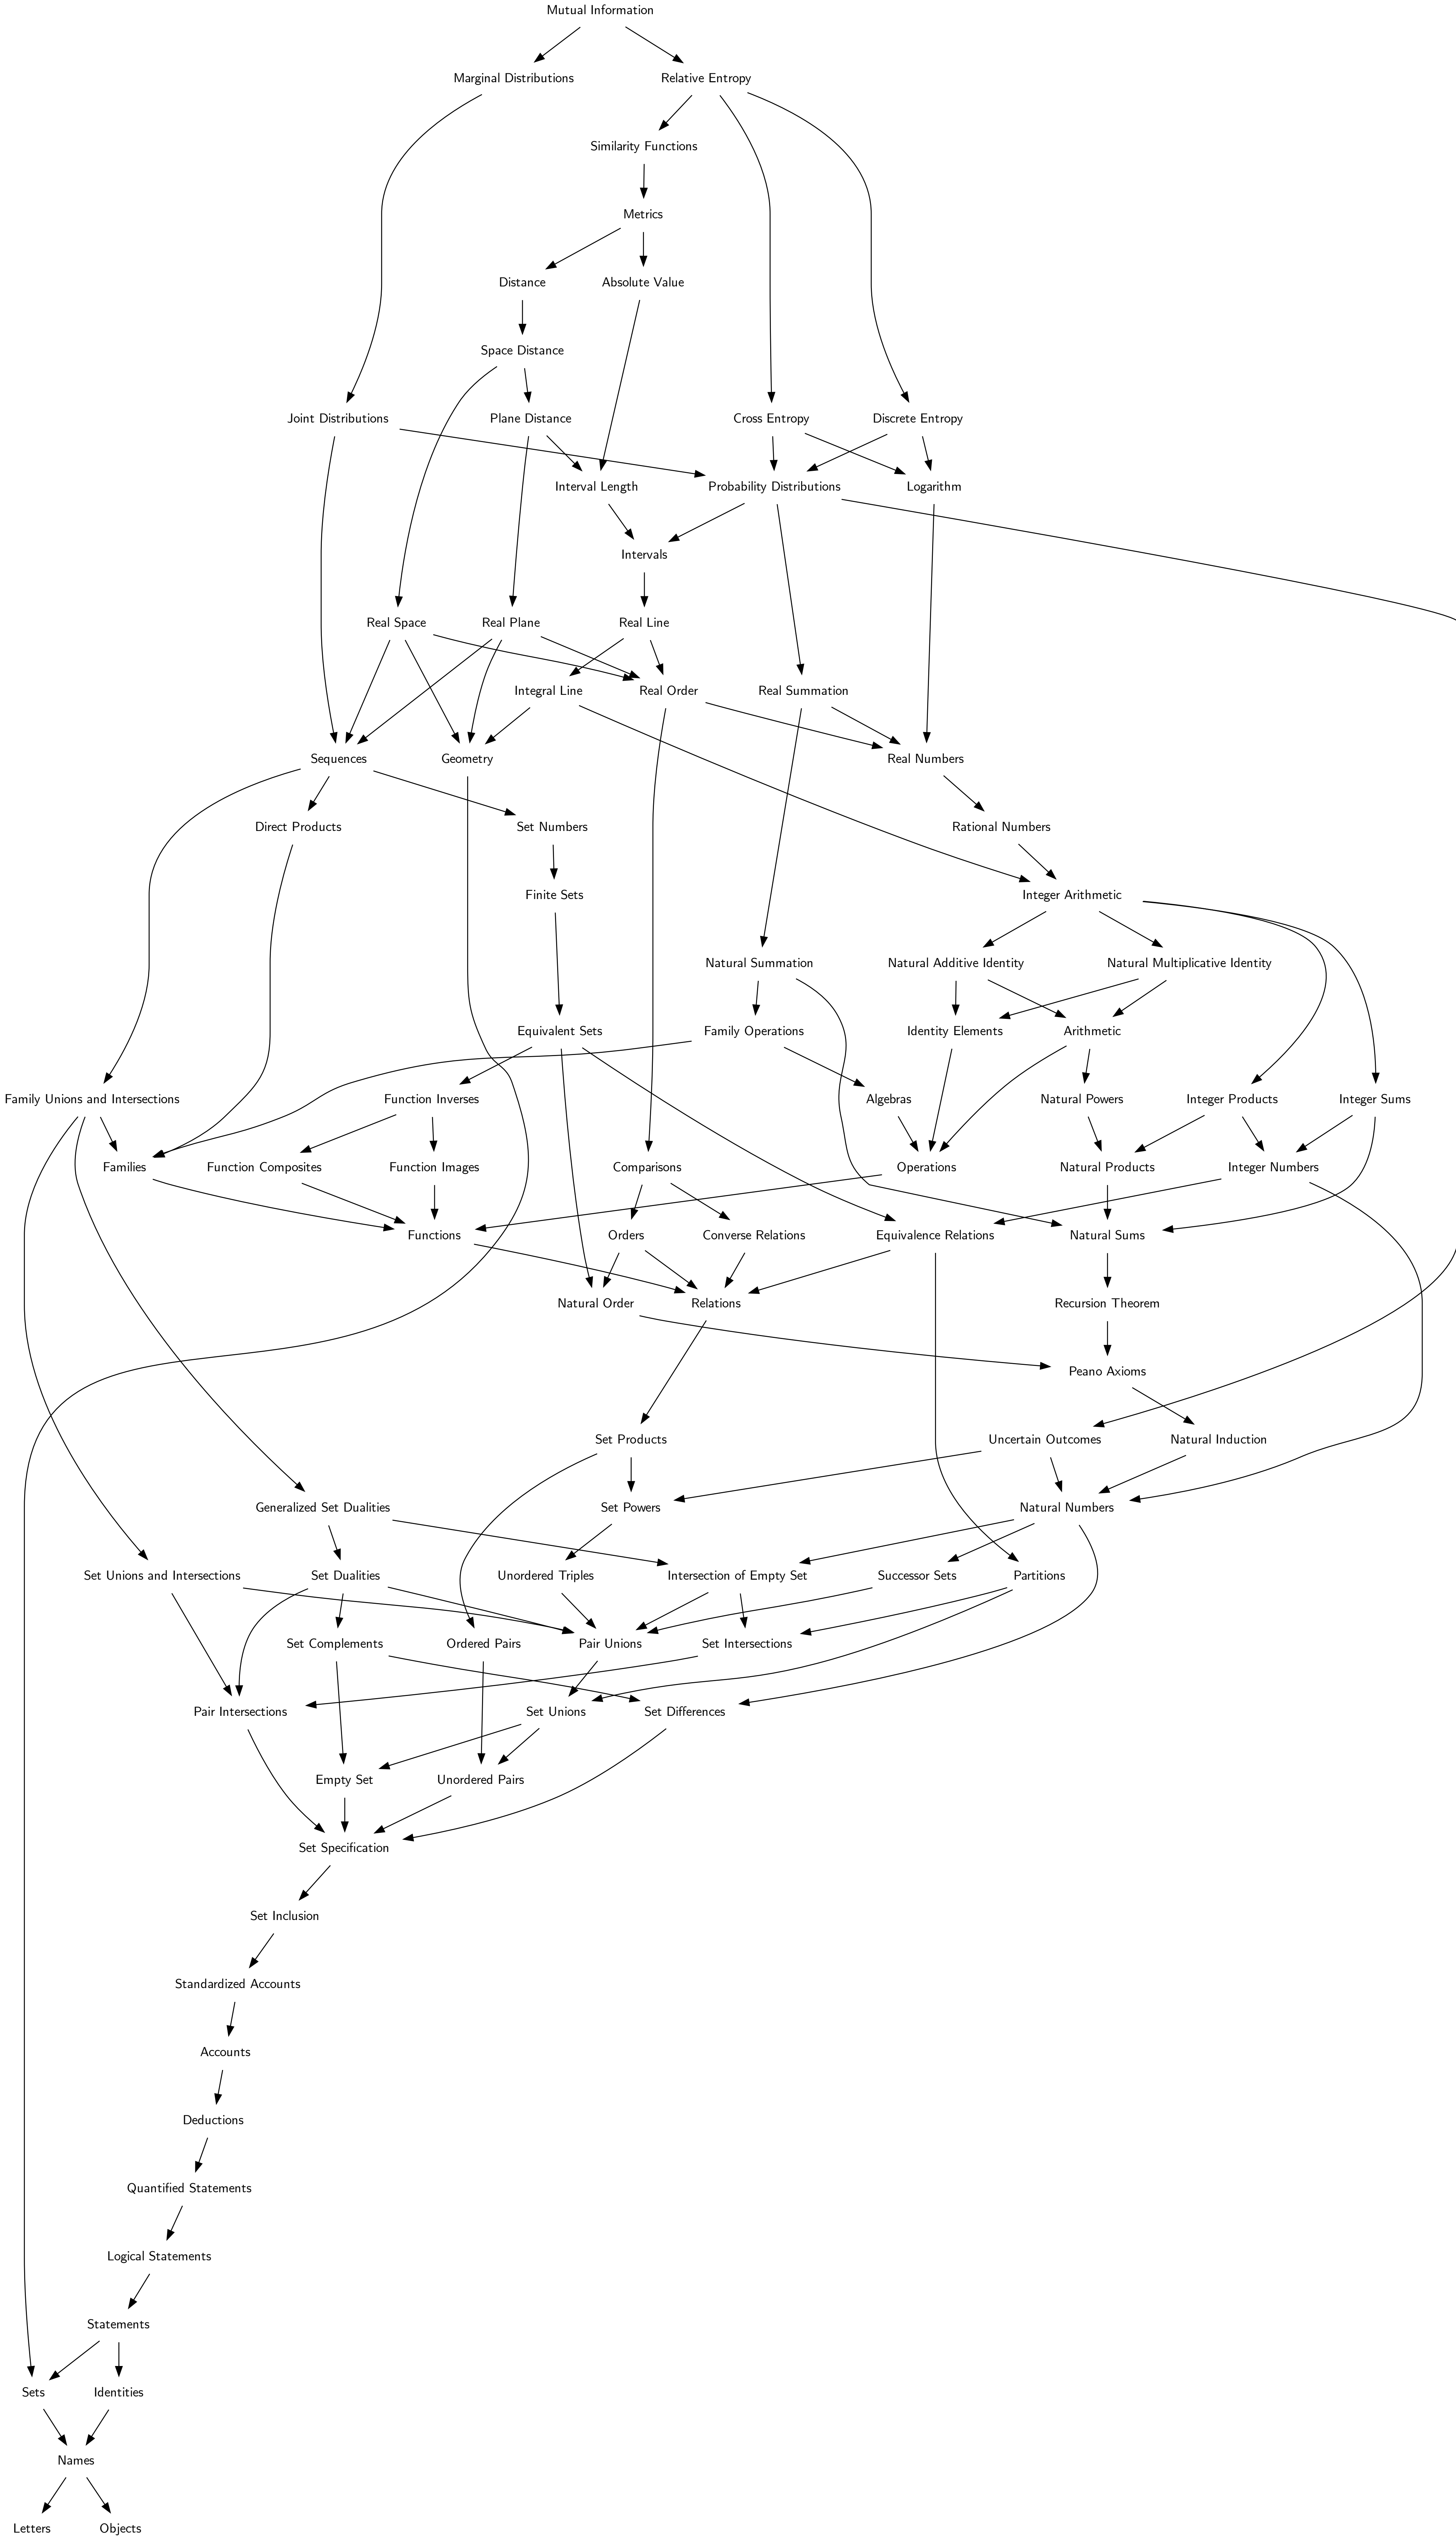 Mutual Information
Marginal Distributions
Relative Entropy
Similarity Functions
Metrics
Distance
Absolute Value
Space Distance
Joint Distributions
Plane Distance
Cross Entropy
Discrete Entropy
Interval Length
Probability Distributions
Logarithm
Intervals
Real Space
Real Plane
Real Line
Integral Line
Real Order
Real Summation
Sequences
Geometry
Real Numbers
Direct Products
Set Numbers
Rational Numbers
Finite Sets
Integer Arithmetic
Natural Summation
Natural Additive Identity
Natural Multiplicative Identity
Equivalent Sets
Family Operations
Identity Elements
Arithmetic
Family Unions and Intersections
Function Inverses
Algebras
Natural Powers
Integer Products
Integer Sums
Families
Function Composites
Function Images
Comparisons
Operations
Natural Products
Integer Numbers
Functions
Orders
Converse Relations
Equivalence Relations
Natural Sums
Natural Order
Relations
Recursion Theorem
Peano Axioms
Set Products
Uncertain Outcomes
Natural Induction
Generalized Set Dualities
Set Powers
Natural Numbers
Set Unions and Intersections
Set Dualities
Unordered Triples
Intersection of Empty Set
Successor Sets
Partitions
Set Complements
Ordered Pairs
Pair Unions
Set Intersections
Pair Intersections
Set Unions
Set Differences
Empty Set
Unordered Pairs
Set Specification
Set Inclusion
Standardized Accounts
Accounts
Deductions
Quantified Statements
Logical Statements
Statements
Sets
Identities
Names
Letters
Objects